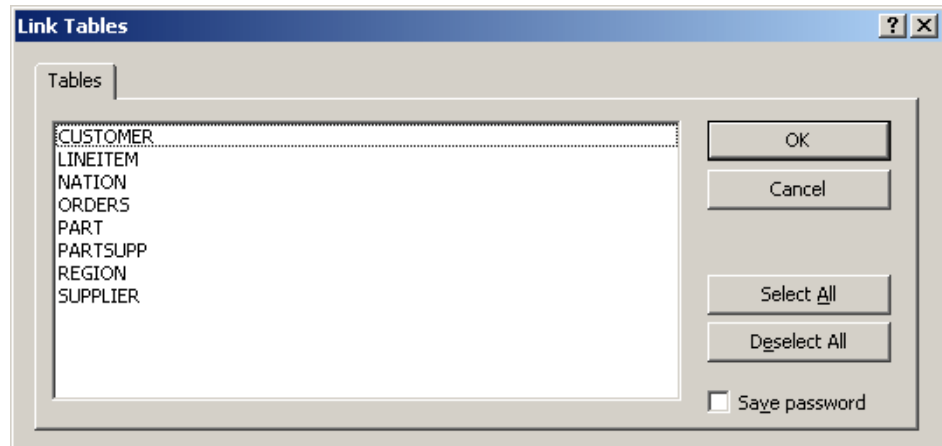 Link Tables
Tables
CUSTOMER
LINEITEM
NATION
ORDERS
PART
PARTSUPP
REGION
SUPPLIER
OK
Cancel
Select All
Deselect All
Save password